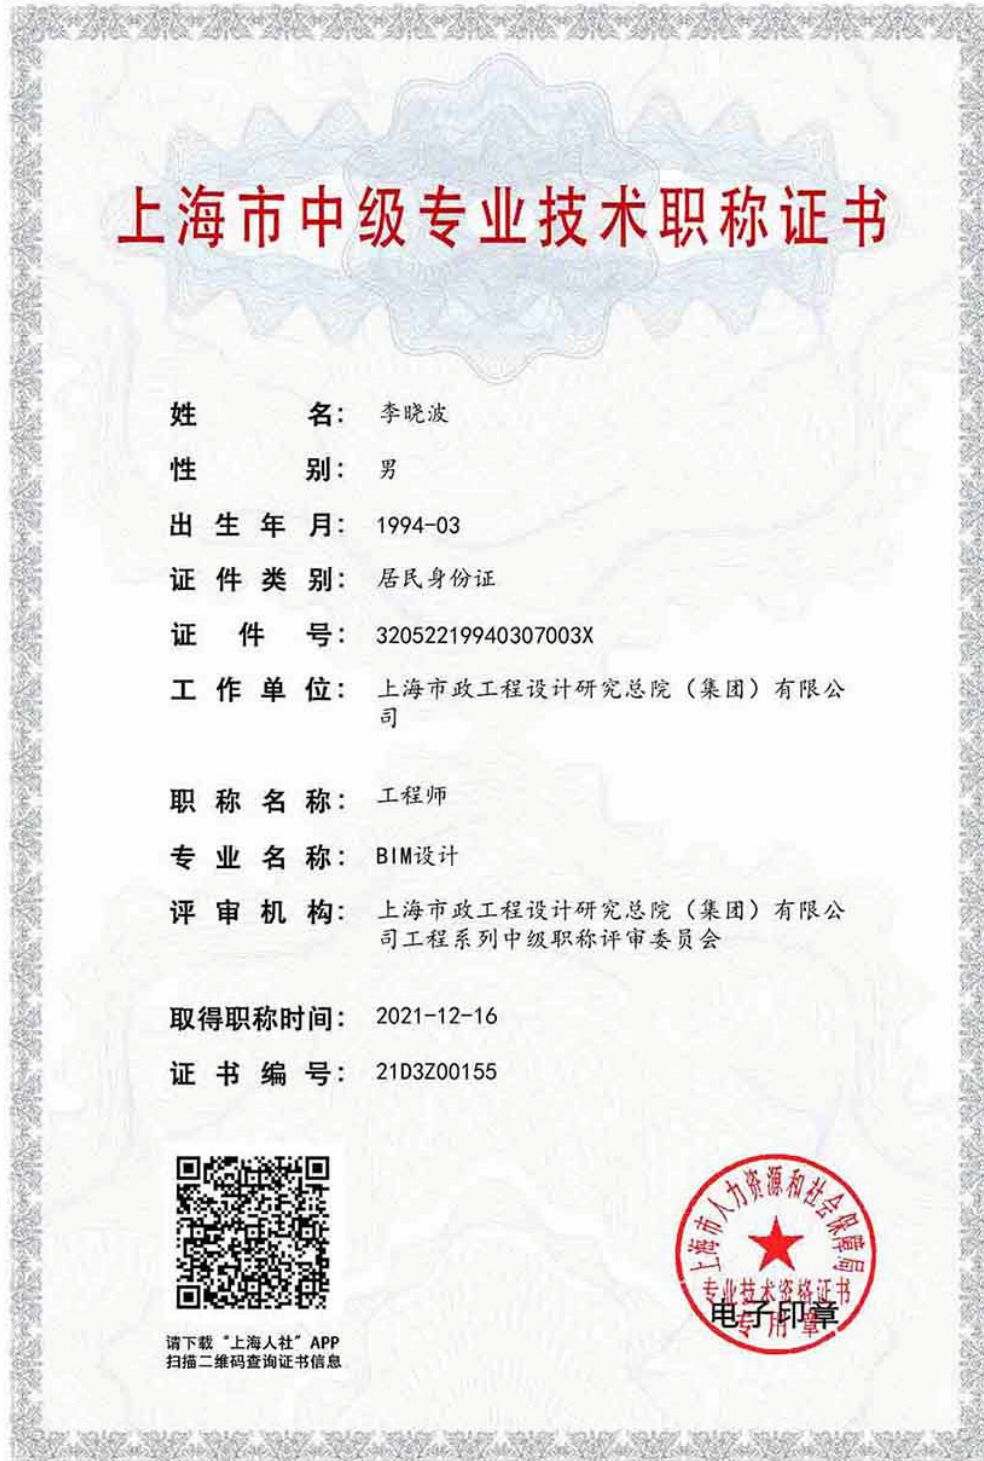 上海市中级专业技术职称证书
姓名： 李晓波
性别： 男
出生年月： 1994-03
证件类别： 居民身份证
证件号： 32052219940307003X
工作单位： 上海市政工程设计研究总院（集团）有限公
司
职称名称： 工程师
专业名称： BIM设计
评审机构： 上海市政工程设计研究总院（集团）有限公
司工程系列中级职称评审委员会
取得职称时间： 2021-12-16
证书编号： 21D3Z00155
请下载“上海人社”APP
扫描二维码查询证书信息
上海市人力资源和社会保障局
专业技术资格证书
电子印章
专用章